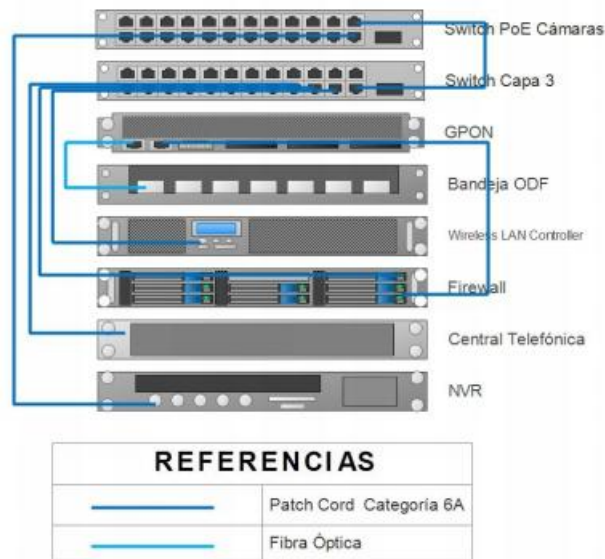 Switch PoE Cámaras
Switch Capa 3
GPON
Bandeja ODF
Wireless LAN Controller
Firewall
Central Telefónica
NVR
REFERENCIAS
Patch Cord Categoría 6A
Fibra Óptica